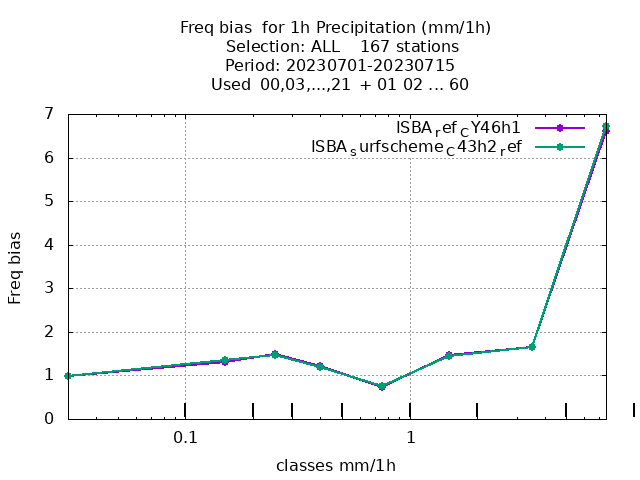 Freq bias  for 1h Precipitation (mm/1h)
Selection: ALL    167 stations
Period: 20230701-20230715
Used  00,03,...,21  + 01 02 ... 60
ISBA_ref_CY46h1
ISBA_surfscheme_C43h2_ref
7
6
5
4
3
2
1
0
Freq bias
0.1
1
classes mm/1h